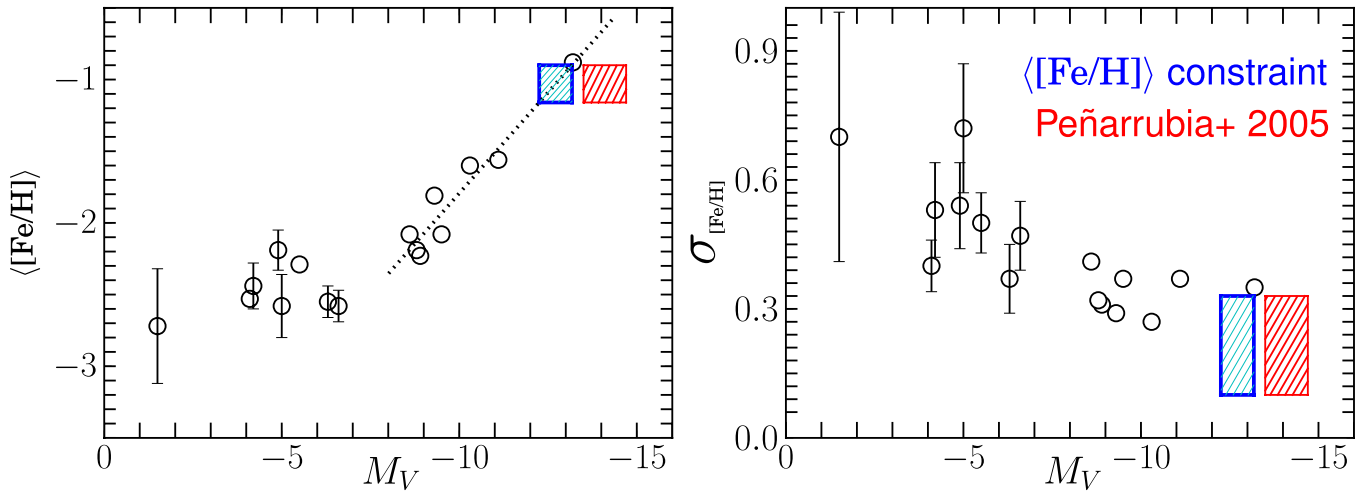 −1
−2
−3
⟨[Fe/H]⟩
0
−5
−10
−15
M_V
0.9
0.6
0.3
0.0
σ_[Fe/H]
⟨[Fe/H]⟩ constraint
Peñarrubia+ 2005
0
−5
−10
−15
M_V